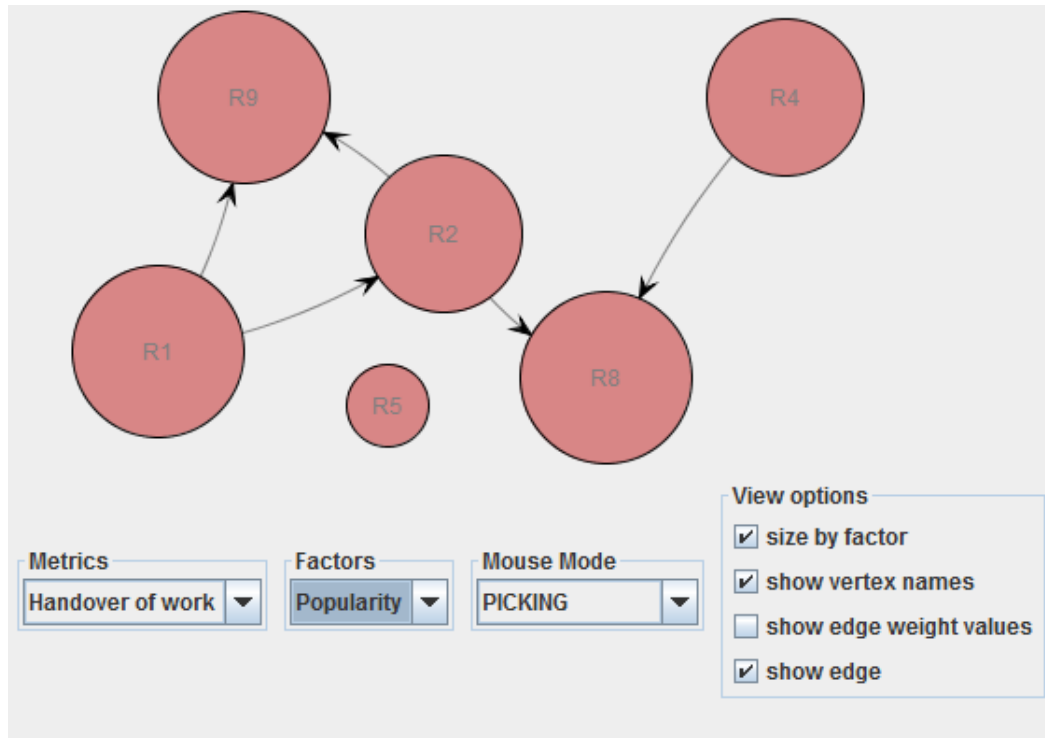 R9
R4
R2
R1
R8
R5
View options
size by factor
Metrics
Factors
Mouse Mode
show vertex names
Handover of work
Popularity
PICKING
show edge weight values
show edge